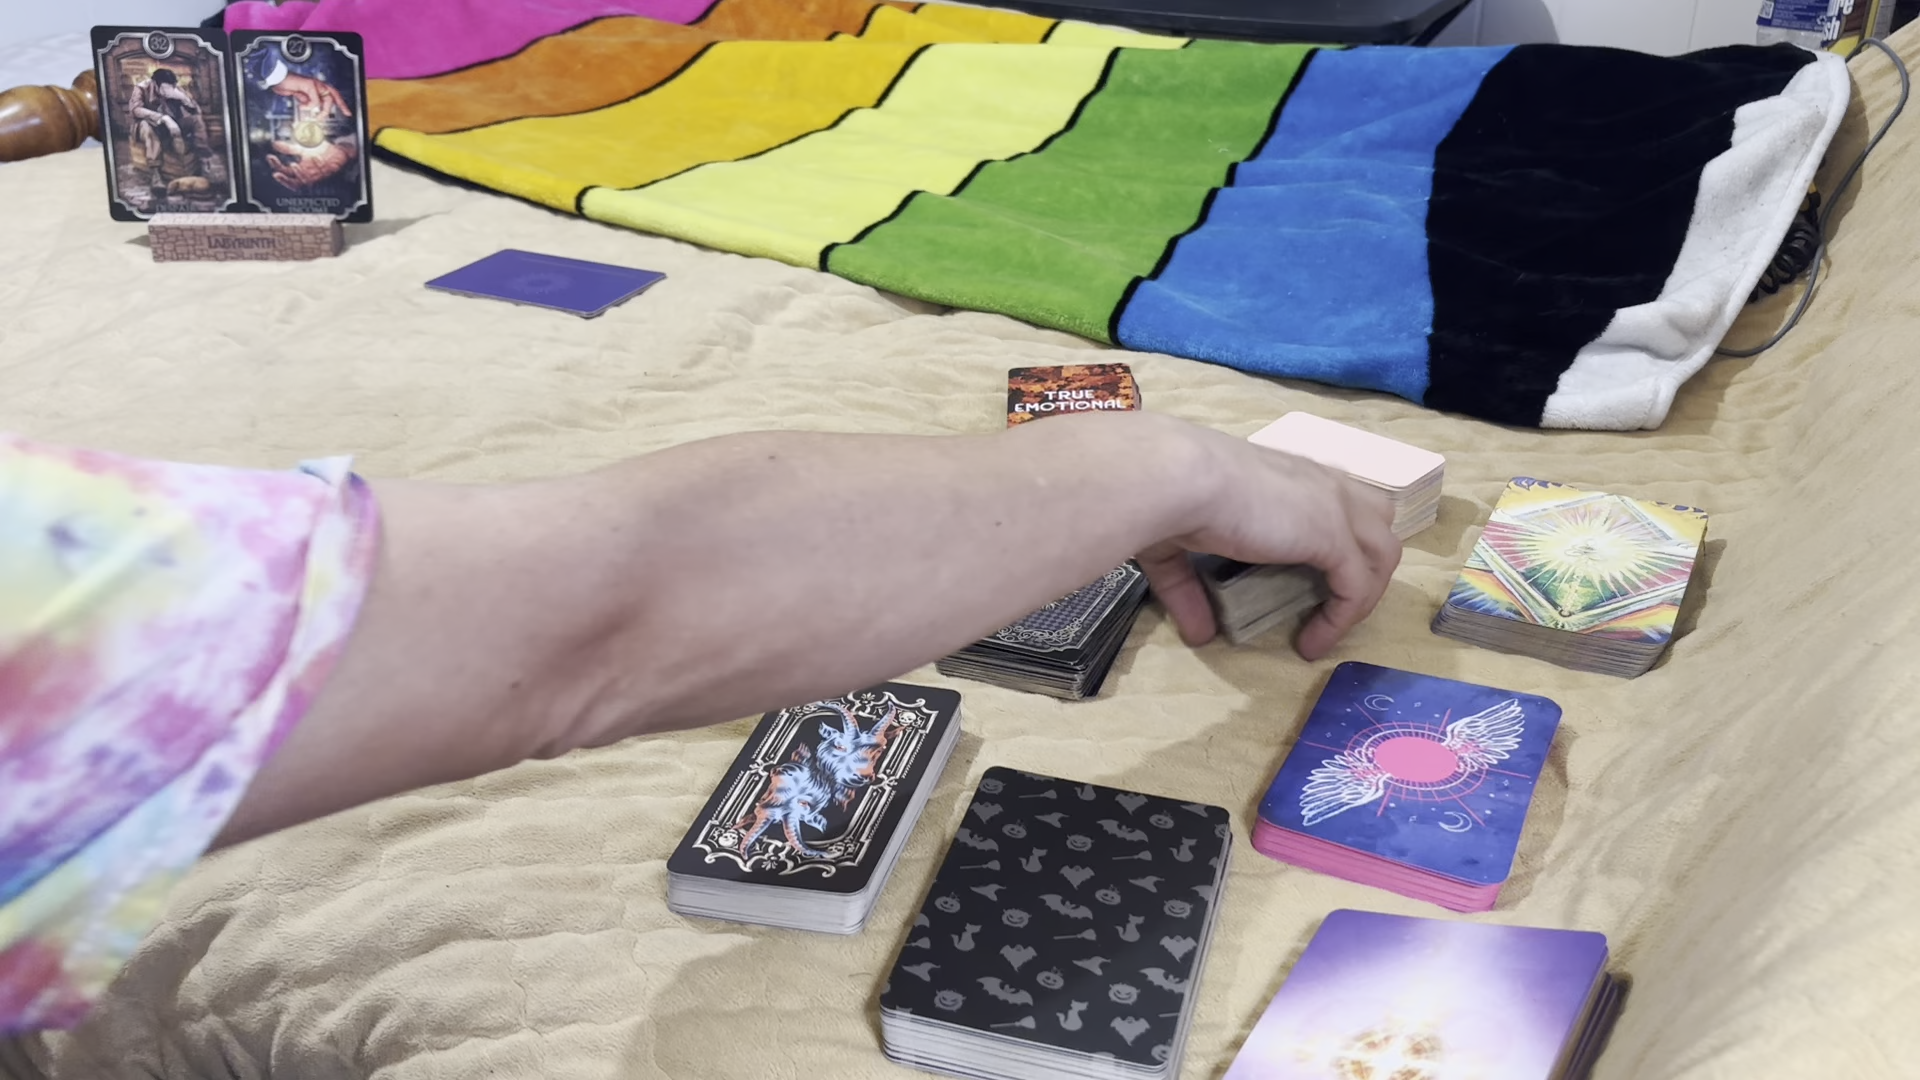 32
27
UNEXPECTED
INCOME
LABYRINTH
TRUE
EMOTIONAL